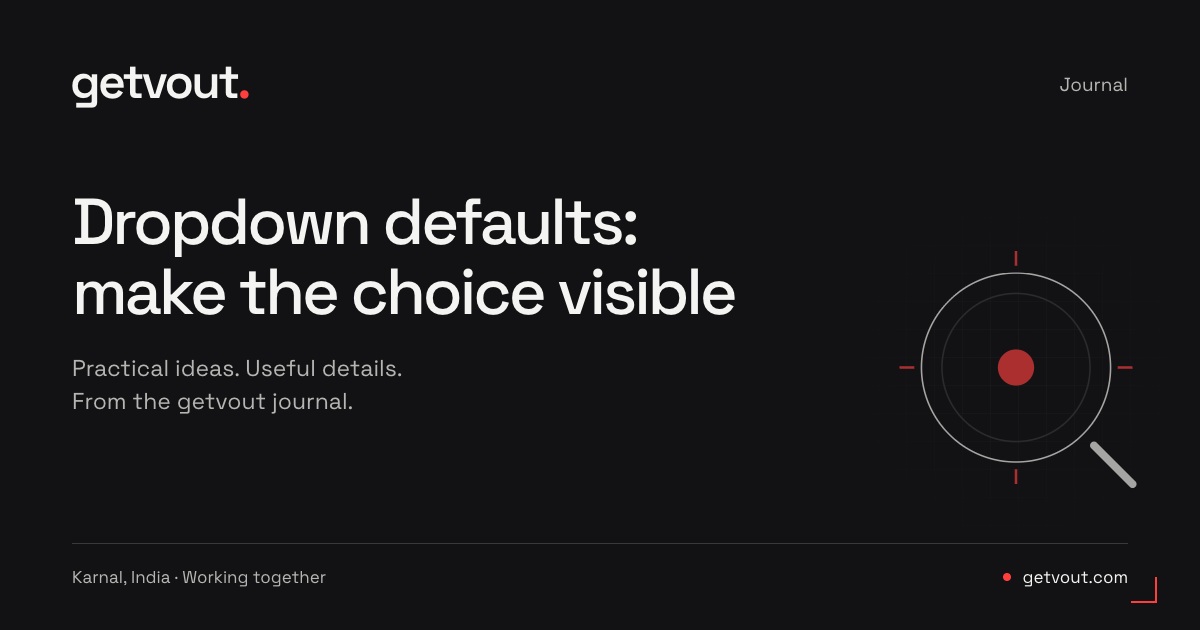 getvout.
Journal
Dropdown defaults:
make the choice visible
Practical ideas. Useful details.
From the getvout journal.
Karnal, India · Working together
getvout.com